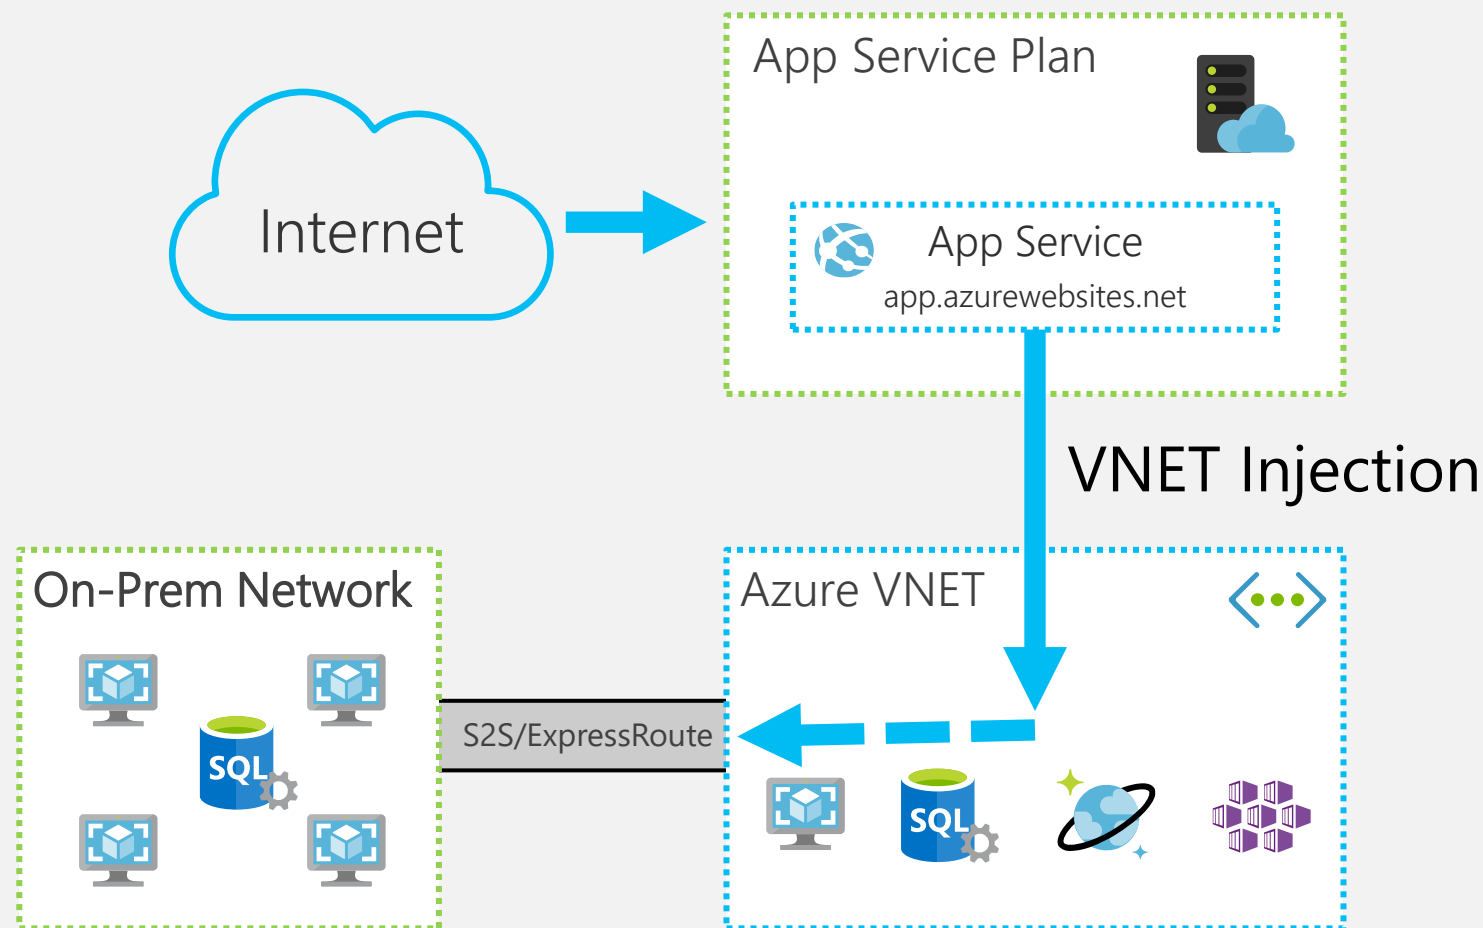 App Service Plan
Internet
App Service
app.azurewebsites.net
VNET Injection
On-Prem Network
Azure VNET
S2S/ExpressRoute
SQL
SQL